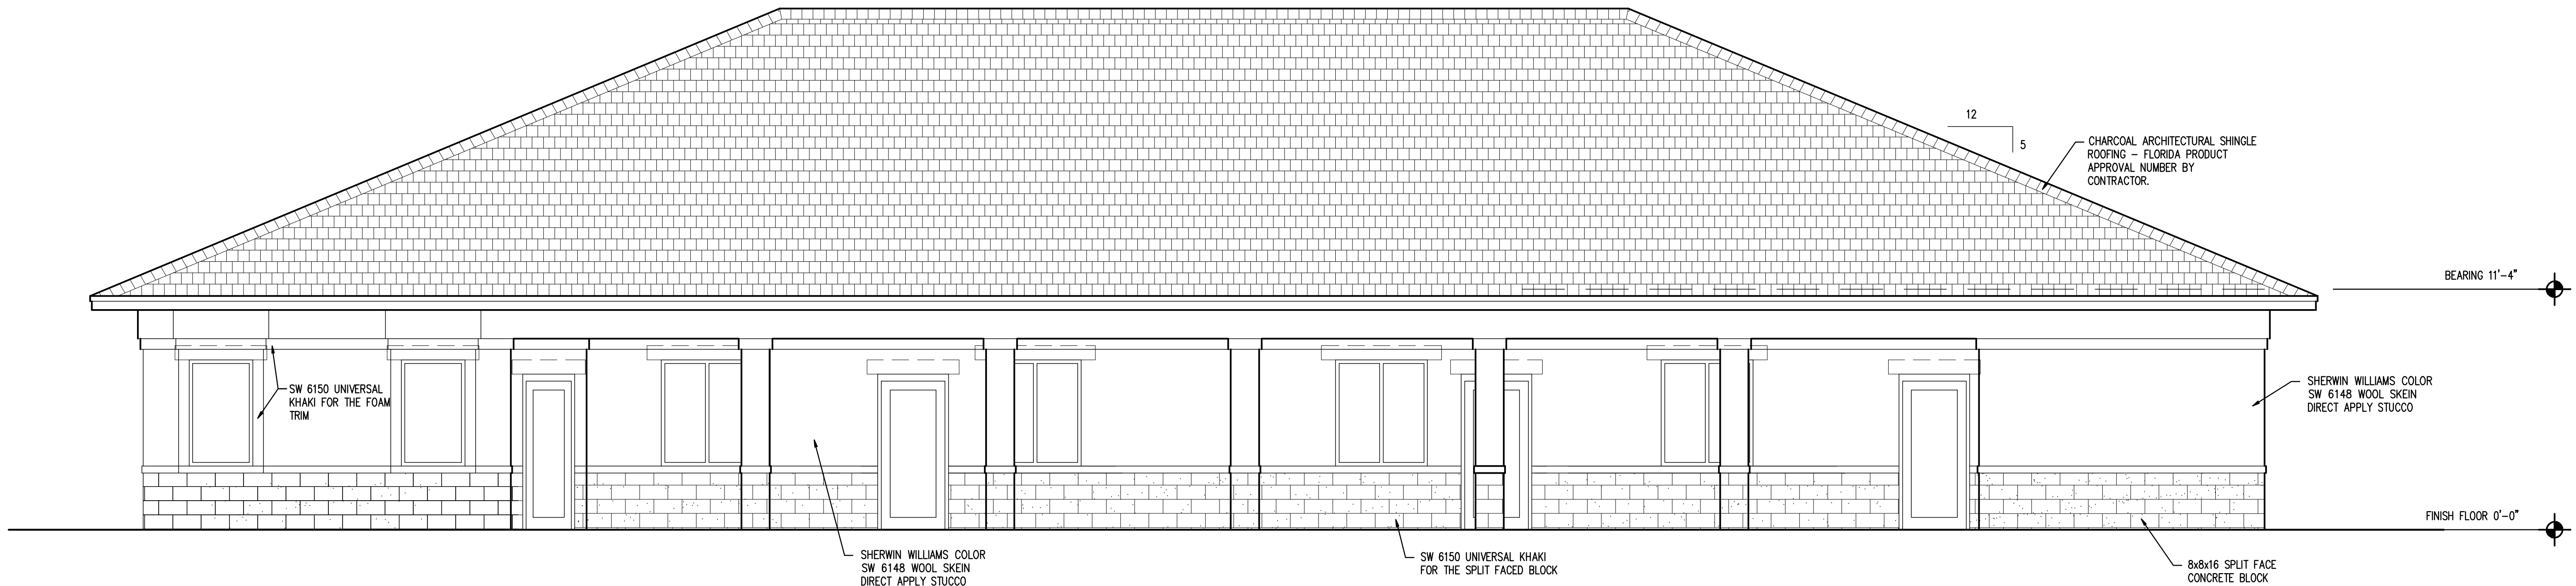 12
5
CHARCOAL ARCHITECTURAL SHINGLE
ROOFING – FLORIDA PRODUCT
APPROVAL NUMBER BY
CONTRACTOR.
BEARING 11'–4"
SW 6150 UNIVERSAL
KHAKI FOR THE FOAM
TRIM
SHERWIN WILLIAMS COLOR
SW 6148 WOOL SKEIN
DIRECT APPLY STUCCO
FINISH FLOOR 0'–0"
SHERWIN WILLIAMS COLOR
SW 6148 WOOL SKEIN
DIRECT APPLY STUCCO
SW 6150 UNIVERSAL KHAKI
FOR THE SPLIT FACED BLOCK
8x8x16 SPLIT FACE
CONCRETE BLOCK